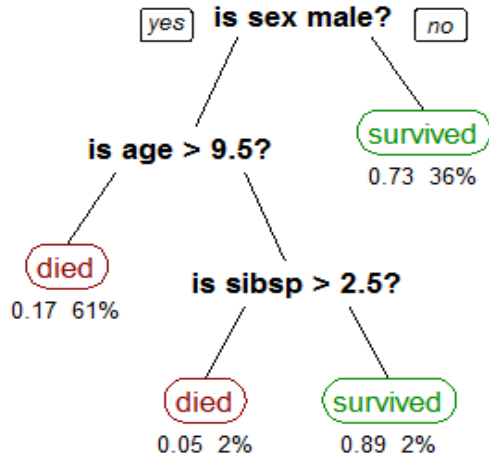 yes is sex male? no
survived
is age > 9.5?
0.73 36%
died
is sibsp > 2.5?
0.17 61%
died survived
0.05 2% 0.89 2%